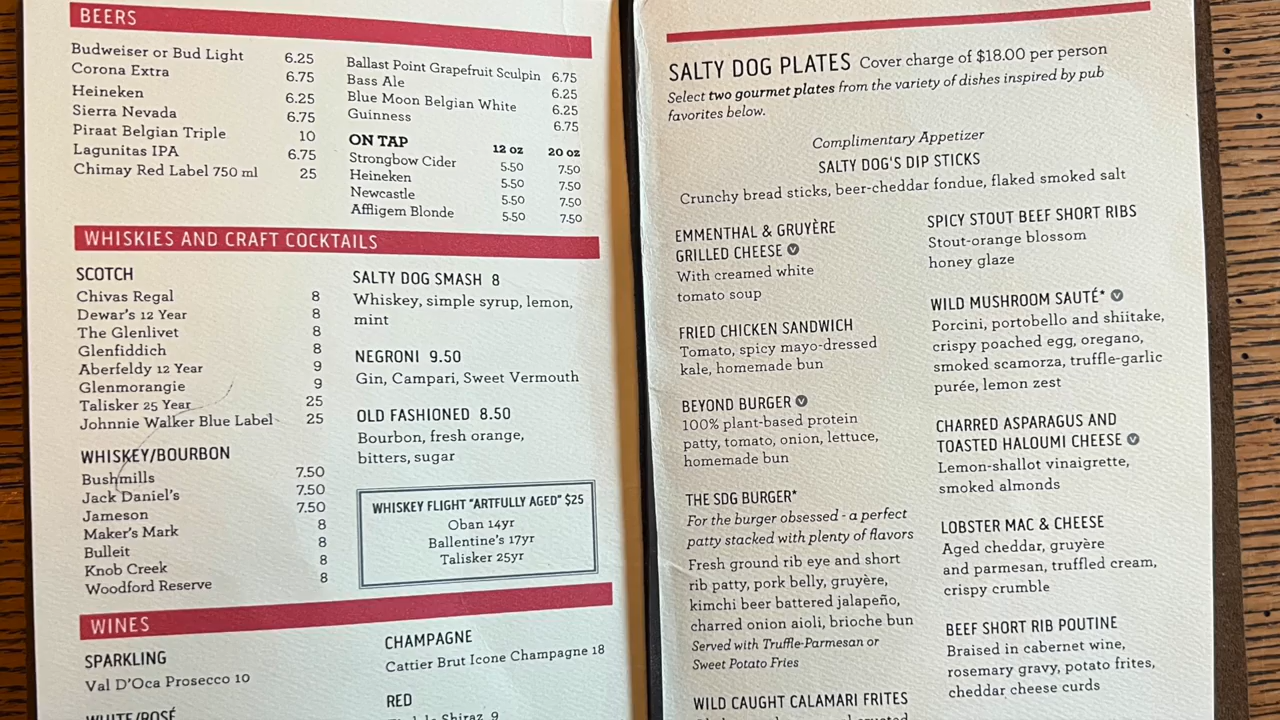 BEERS
Budweiser or Bud Light 6.25
Corona Extra 6.75
Heineken 6.25
Sierra Nevada 6.75
Piraat Belgian Triple 10
Lagunitas IPA 6.75
Chimay Red Label 750 ml 25
Ballast Point Grapefruit Sculpin 6.75
Bass Ale 6.25
Blue Moon Belgian White 6.25
Guinness 6.75
ON TAP 12 oz 20 oz
Strongbow Cider 5.50 7.50
Heineken 5.50 7.50
Newcastle 5.50 7.50
Affligem Blonde 5.50 7.50
WHISKIES AND CRAFT COCKTAILS
SCOTCH
Chivas Regal 8
Dewar's 12 Year 8
The Glenlivet 8
Glenfiddich 8
Aberfeldy 12 Year 9
Glenmorangie 9
Talisker 25 Year 25
Johnnie Walker Blue Label 25
WHISKEY/BOURBON
Bushmills 7.50
Jack Daniel's 7.50
Jameson 7.50
Maker's Mark 8
Bulleit 8
Knob Creek 8
Woodford Reserve 8
SALTY DOG SMASH 8
Whiskey, simple syrup, lemon,
mint
NEGRONI 9.50
Gin, Campari, Sweet Vermouth
OLD FASHIONED 8.50
Bourbon, fresh orange,
bitters, sugar
WHISKEY FLIGHT "ARTFULLY AGED" $25
Oban 14yr
Ballentine's 17yr
Talisker 25yr
WINES
SPARKLING
Val D'Oca Prosecco 10
WHITE/ROSÉ
CHAMPAGNE
Cattier Brut Icone Champagne 18
RED
Shiraz 9
SALTY DOG PLATES Cover charge of $18.00 per person
Select two gourmet plates from the variety of dishes inspired by pub
favorites below.
Complimentary Appetizer
SALTY DOG'S DIP STICKS
Crunchy bread sticks, beer-cheddar fondue, flaked smoked salt
EMMENTHAL & GRUYÈRE
GRILLED CHEESE V
With creamed white
tomato soup
FRIED CHICKEN SANDWICH
Tomato, spicy mayo-dressed
kale, homemade bun
BEYOND BURGER V
100% plant-based protein
patty, tomato, onion, lettuce,
homemade bun
THE SDG BURGER*
For the burger obsessed - a perfect
patty stacked with plenty of flavors
Fresh ground rib eye and short
rib patty, pork belly, gruyère,
kimchi beer battered jalapeño,
charred onion aioli, brioche bun
Served with Truffle-Parmesan or
Sweet Potato Fries
WILD CAUGHT CALAMARI FRITES
SPICY STOUT BEEF SHORT RIBS
Stout-orange blossom
honey glaze
WILD MUSHROOM SAUTÉ* V
Porcini, portobello and shiitake,
crispy poached egg, oregano,
smoked scamorza, truffle-garlic
purée, lemon zest
CHARRED ASPARAGUS AND
TOASTED HALOUMI CHEESE V
Lemon-shallot vinaigrette,
smoked almonds
LOBSTER MAC & CHEESE
Aged cheddar, gruyère
and parmesan, truffled cream,
crispy crumble
BEEF SHORT RIB POUTINE
Braised in cabernet wine,
rosemary gravy, potato frites,
cheddar cheese curds